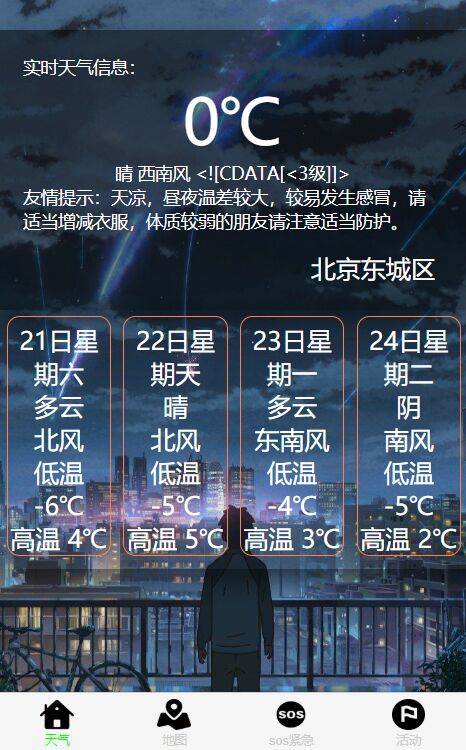 实时天气信息：
0℃
晴 西南风 <![CDATA[<3级]]>
友情提示：天凉，昼夜温差较大，较易发生感冒，请
适当增减衣服，体质较弱的朋友请注意适当防护。
北京东城区
21日星
期六
多云
北风
低温
-6℃
高温 4℃
22日星
期天
晴
北风
低温
-5℃
高温 5℃
23日星
期一
多云
东南风
低温
-4℃
高温 3℃
24日星
期二
阴
南风
低温
-5℃
高温 2℃
天气
地图
SOS
sos紧急
活动